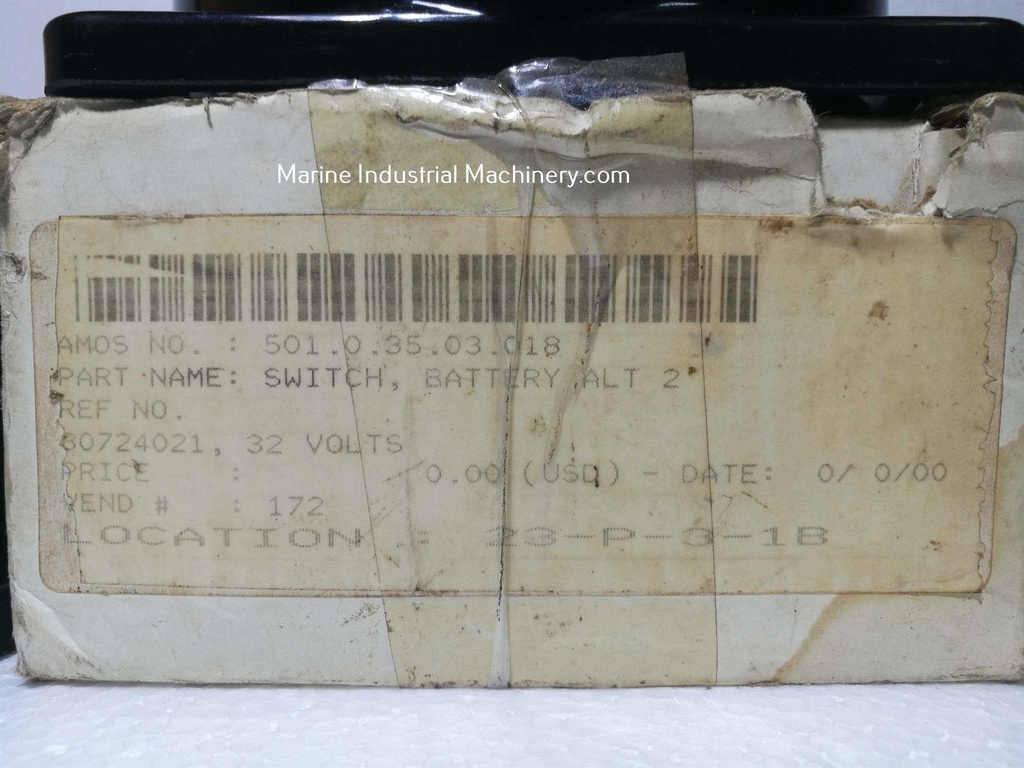 Marine Industrial Machinery.com
AMOS NO. : 501.0.35.03.018
PART NAME: SWITCH, BATTERY ALT 2
REF NO.
80724021, 32 VOLTS
PRICE : 0.00 (USD) - DATE: 0/ 0/00
VEND # : 172
LOCATION : 23-P-3-1B